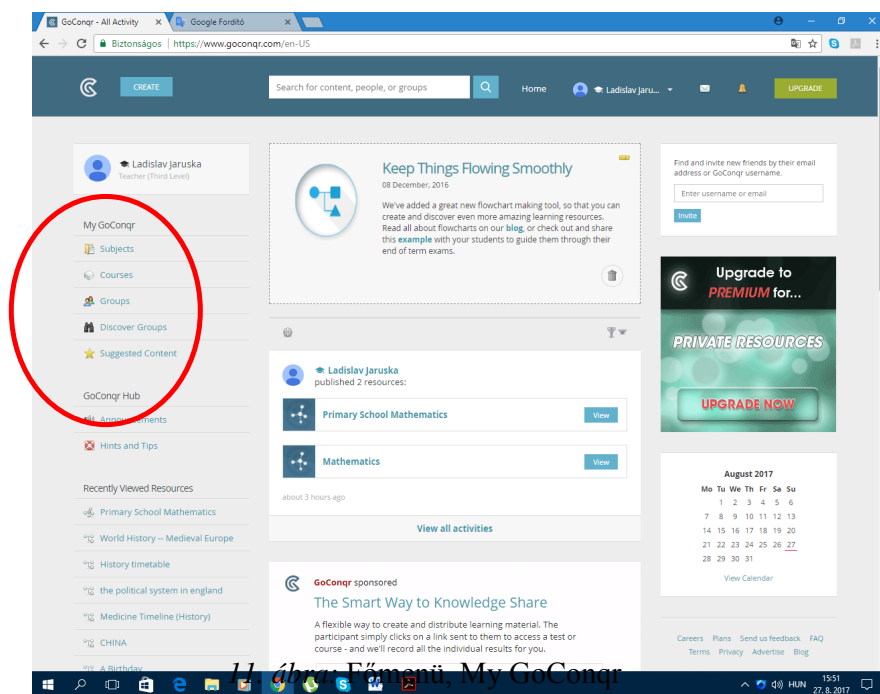 GoConqr - All Activity
Google Fordító
Biztonságos | https://www.goconqr.com/en-US
CREATE
Search for content, people, or groups
Home
Ladislav Jaru...
UPGRADE
Ladislav Jaruska
Teacher (Third Level)
My GoConqr
Subjects
Courses
Groups
Discover Groups
Suggested Content
GoConqr Hub
Announcements
Hints and Tips
Recently Viewed Resources
Primary School Mathematics
World History -- Medieval Europe
History timetable
the political system in england
Medicine Timeline (History)
CHINA
A Birthday
Keep Things Flowing Smoothly
08 December, 2016
We've added a great new flowchart making tool, so that you can
create and discover even more amazing learning resources.
Read all about flowcharts on our blog, or check out and share
this example with your students to guide them through their
end of term exams.
Ladislav Jaruska
published 2 resources:
Primary School Mathematics
View
Mathematics
View
about 3 hours ago
View all activities
GoConqr sponsored
The Smart Way to Knowledge Share
A flexible way to create and distribute learning material. The
participant simply clicks on a link sent to them to access a test or
course - and we'll record all the individual results for you.
Find and invite new friends by their email
address or GoConqr username.
Enter username or email
Invite
Upgrade to
PREMIUM for...
PRIVATE RESOURCES
UPGRADE NOW
August 2017
Mo Tu We Th Fr Sa Su
1 2 3 4 5 6
7 8 9 10 11 12 13
14 15 16 17 18 19 20
21 22 23 24 25 26 27
28 29 30 31
View Calendar
Careers Plans Send us feedback FAQ
Terms Privacy Advertise Blog
11. ábra: Főmenü, My GoConqr
HUN
15:51
27. 8. 2017